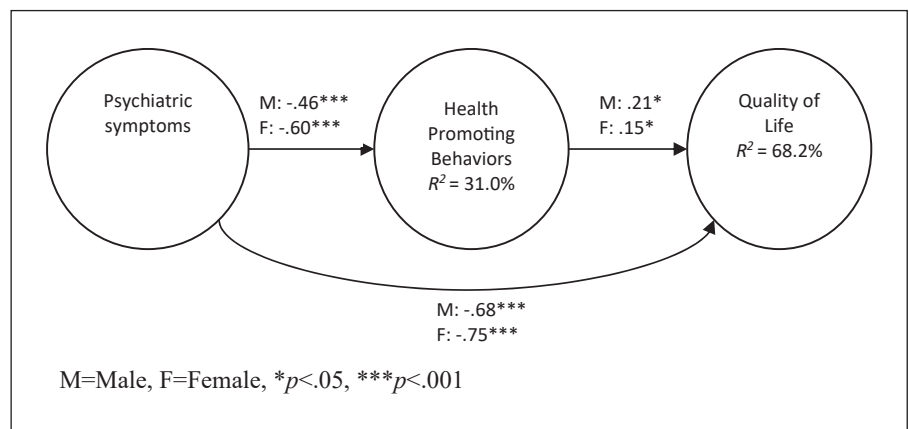 Psychiatric
symptoms
M: -.46***
F: -.60***
Health
Promoting
Behaviors
R² = 31.0%
M: .21*
F: .15*
Quality of
Life
R² = 68.2%
M: -.68***
F: -.75***
M=Male, F=Female, *p<.05, ***p<.001